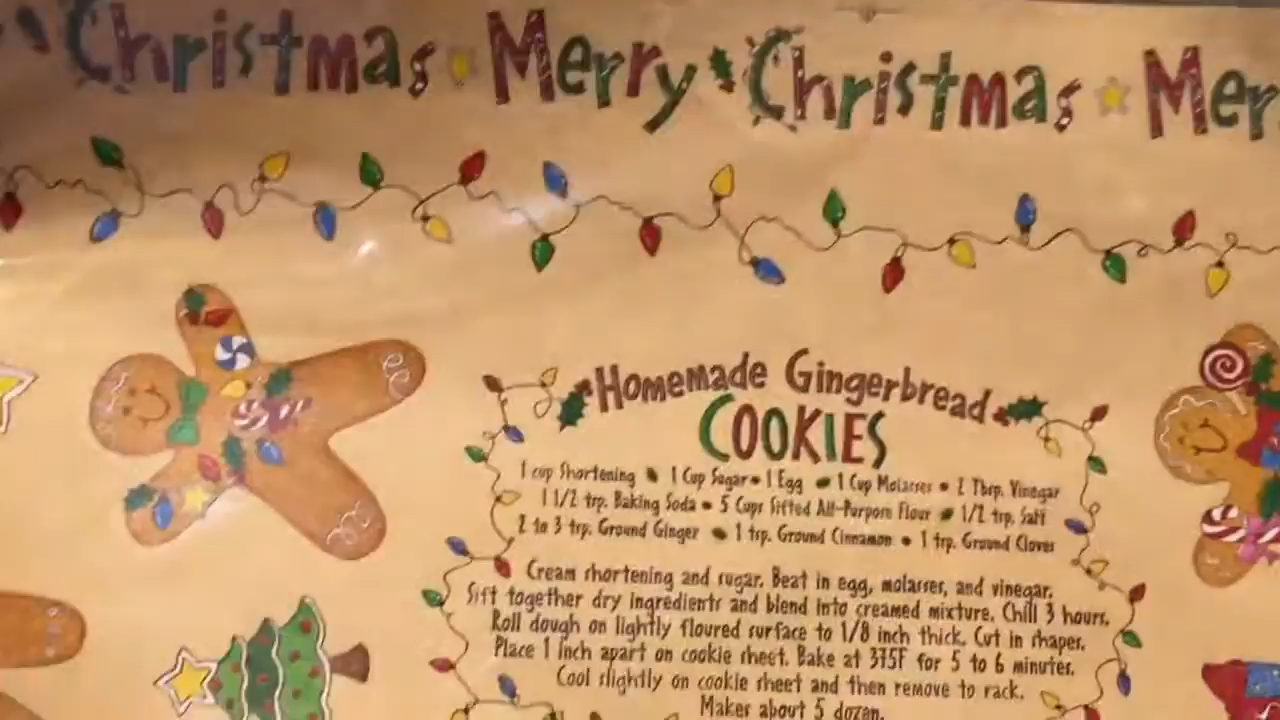 Christmas Merry Christmas Mer
Homemade Gingerbread
COOKIES
1 cup Shortening • 1 Cup Sugar • 1 Egg • 1 Cup Molasses • 2 Tbsp. Vinegar
1 1/2 tsp. Baking Soda • 5 Cups Sifted All-Purpose Flour • 1/2 tsp. Salt
2 to 3 tsp. Ground Ginger • 1 tsp. Ground Cinnamon • 1 tsp. Ground Cloves
Cream shortening and sugar. Beat in egg, molasses, and vinegar.
Sift together dry ingredients and blend into creamed mixture. Chill 3 hours.
Roll dough on lightly floured surface to 1/8 inch thick. Cut in shapes.
Place 1 inch apart on cookie sheet. Bake at 375F for 5 to 6 minutes.
Cool slightly on cookie sheet and then remove to rack.
Makes about 5 dozen.